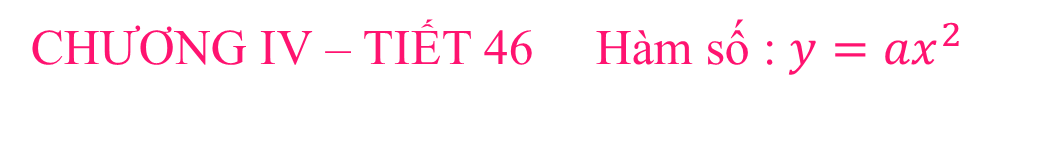 CHƯƠNG IV – TIẾT 46 Hàm số : y = ax²